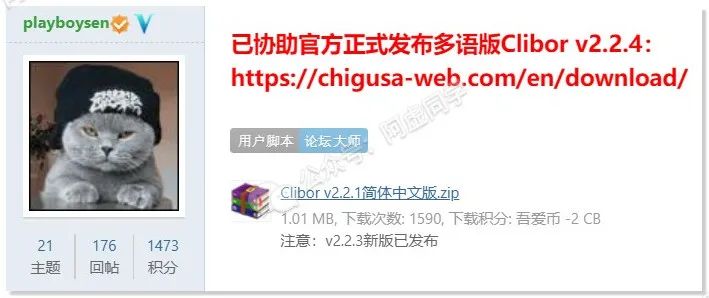 playboysen
21
主题
176
回帖
1473
积分
已协助官方正式发布多语版Clibor v2.2.4：
https://chigusa-web.com/en/download/
用户脚本 论坛大师
Clibor v2.2.1简体中文版.zip
1.01 MB, 下载次数: 1590, 下载积分: 吾爱币 -2 CB
注意：v2.2.3新版已发布
公众号：阿虚同学